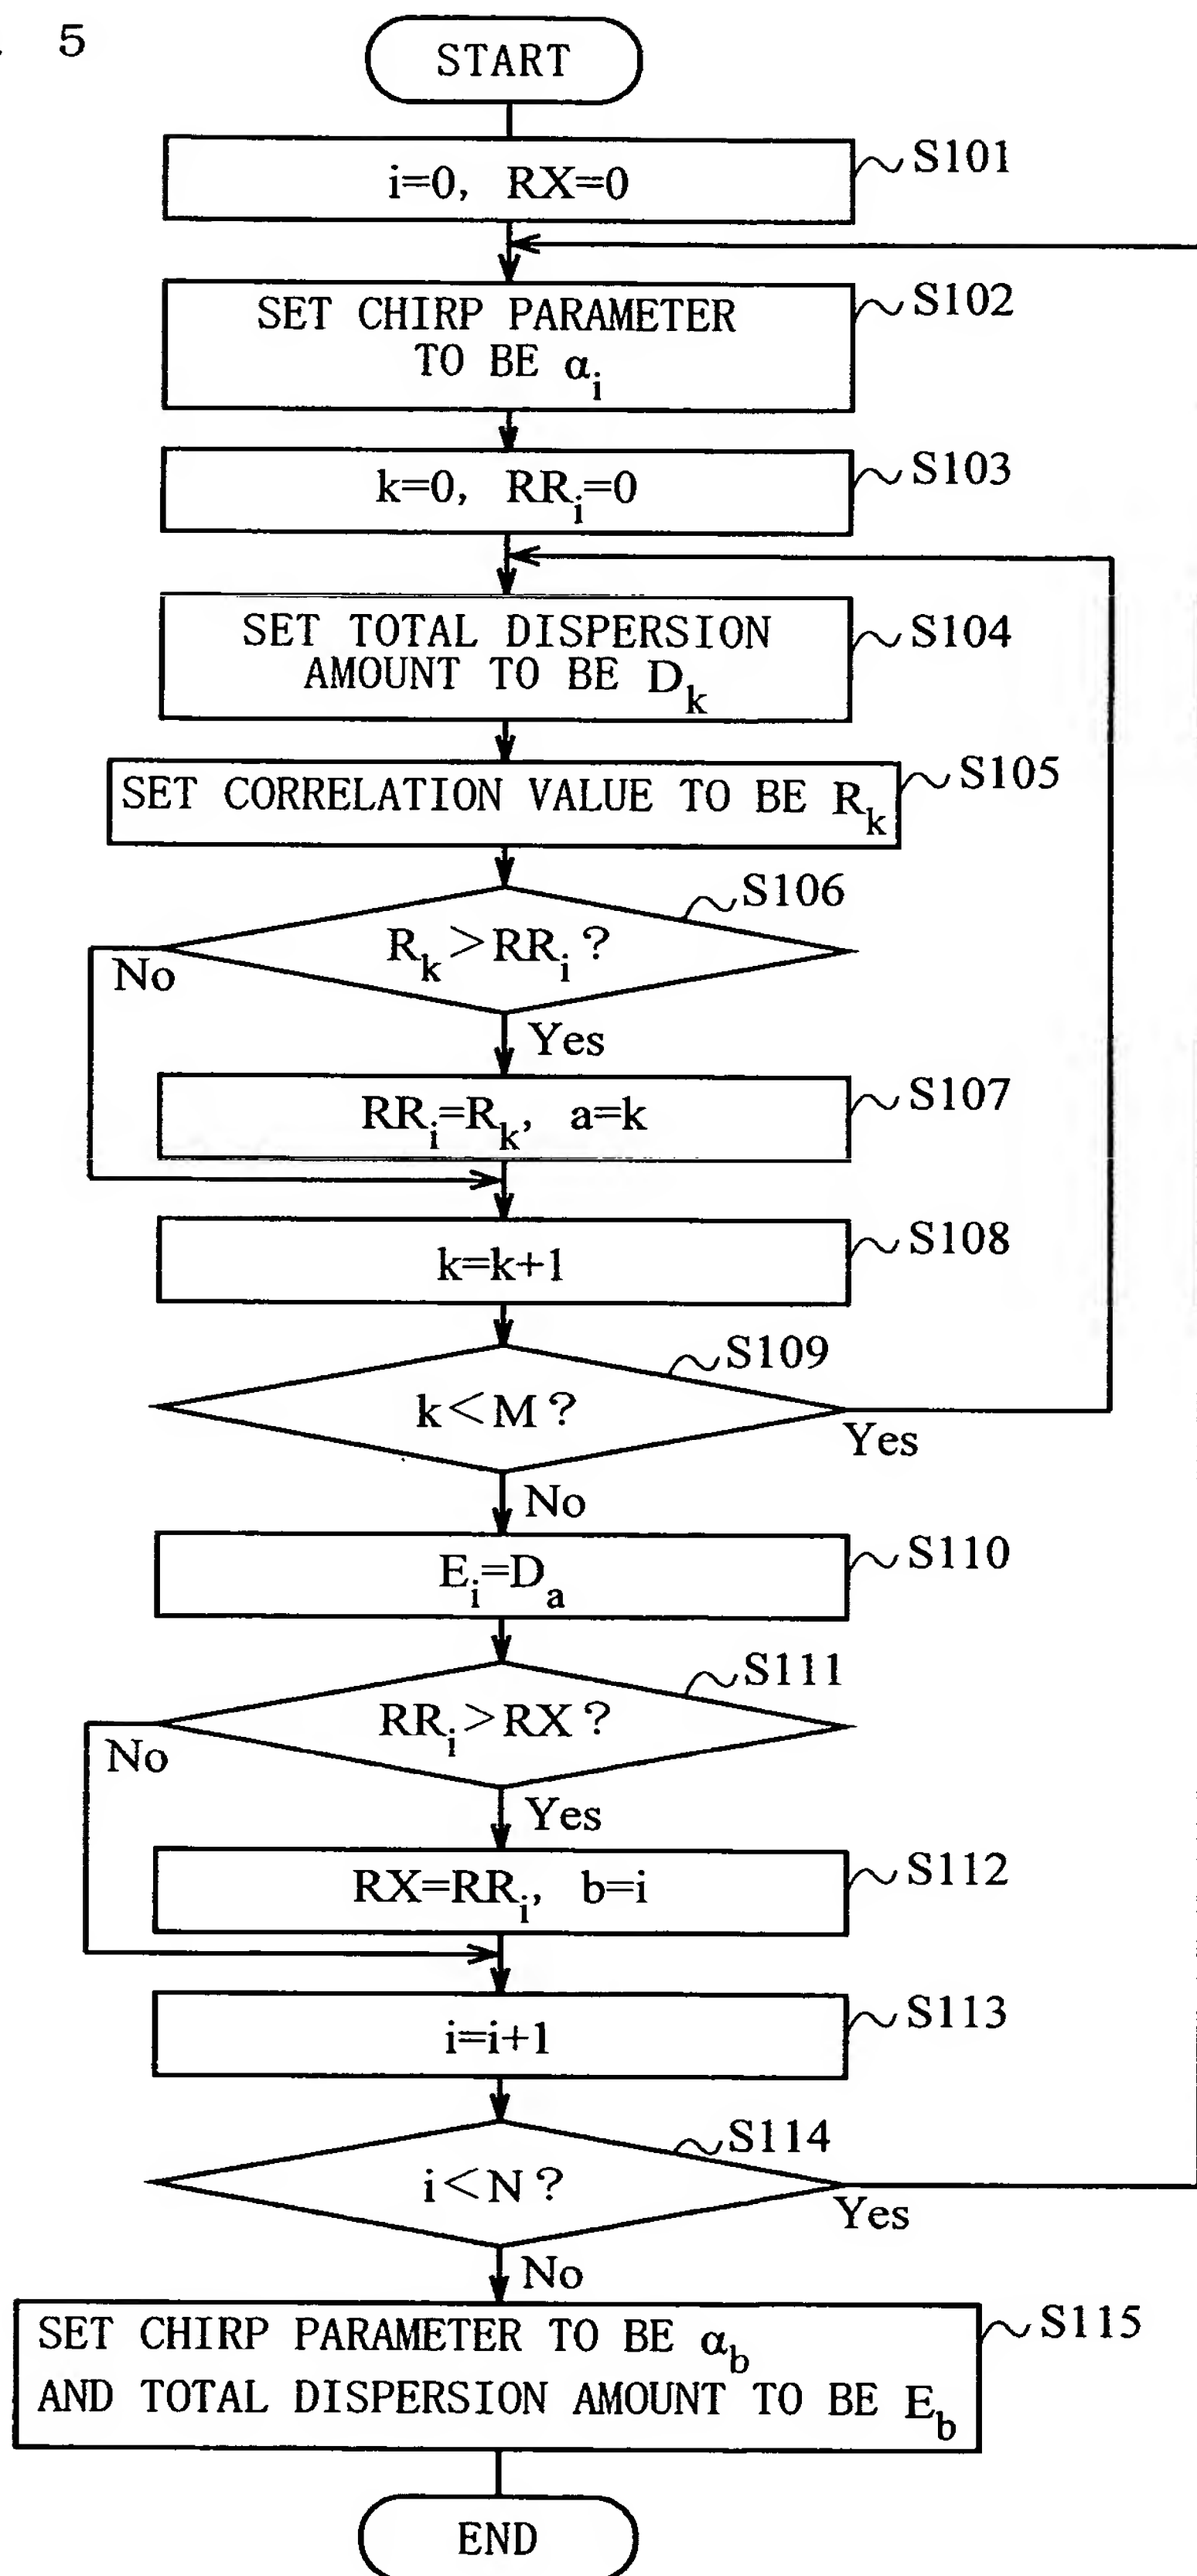 5
START
i=0, RX=0
S101
SET CHIRP PARAMETER
TO BE αi
S102
k=0, RRi=0
S103
SET TOTAL DISPERSION
AMOUNT TO BE Dk
S104
SET CORRELATION VALUE TO BE Rk
S105
Rk>RRi?
S106
No
Yes
RRi=Rk, a=k
S107
k=k+1
S108
k<M?
S109
Yes
No
Ei=Da
S110
RRi>RX?
S111
No
Yes
RX=RRi, b=i
S112
i=i+1
S113
i<N?
S114
Yes
No
SET CHIRP PARAMETER TO BE αb
AND TOTAL DISPERSION AMOUNT TO BE Eb
S115
END